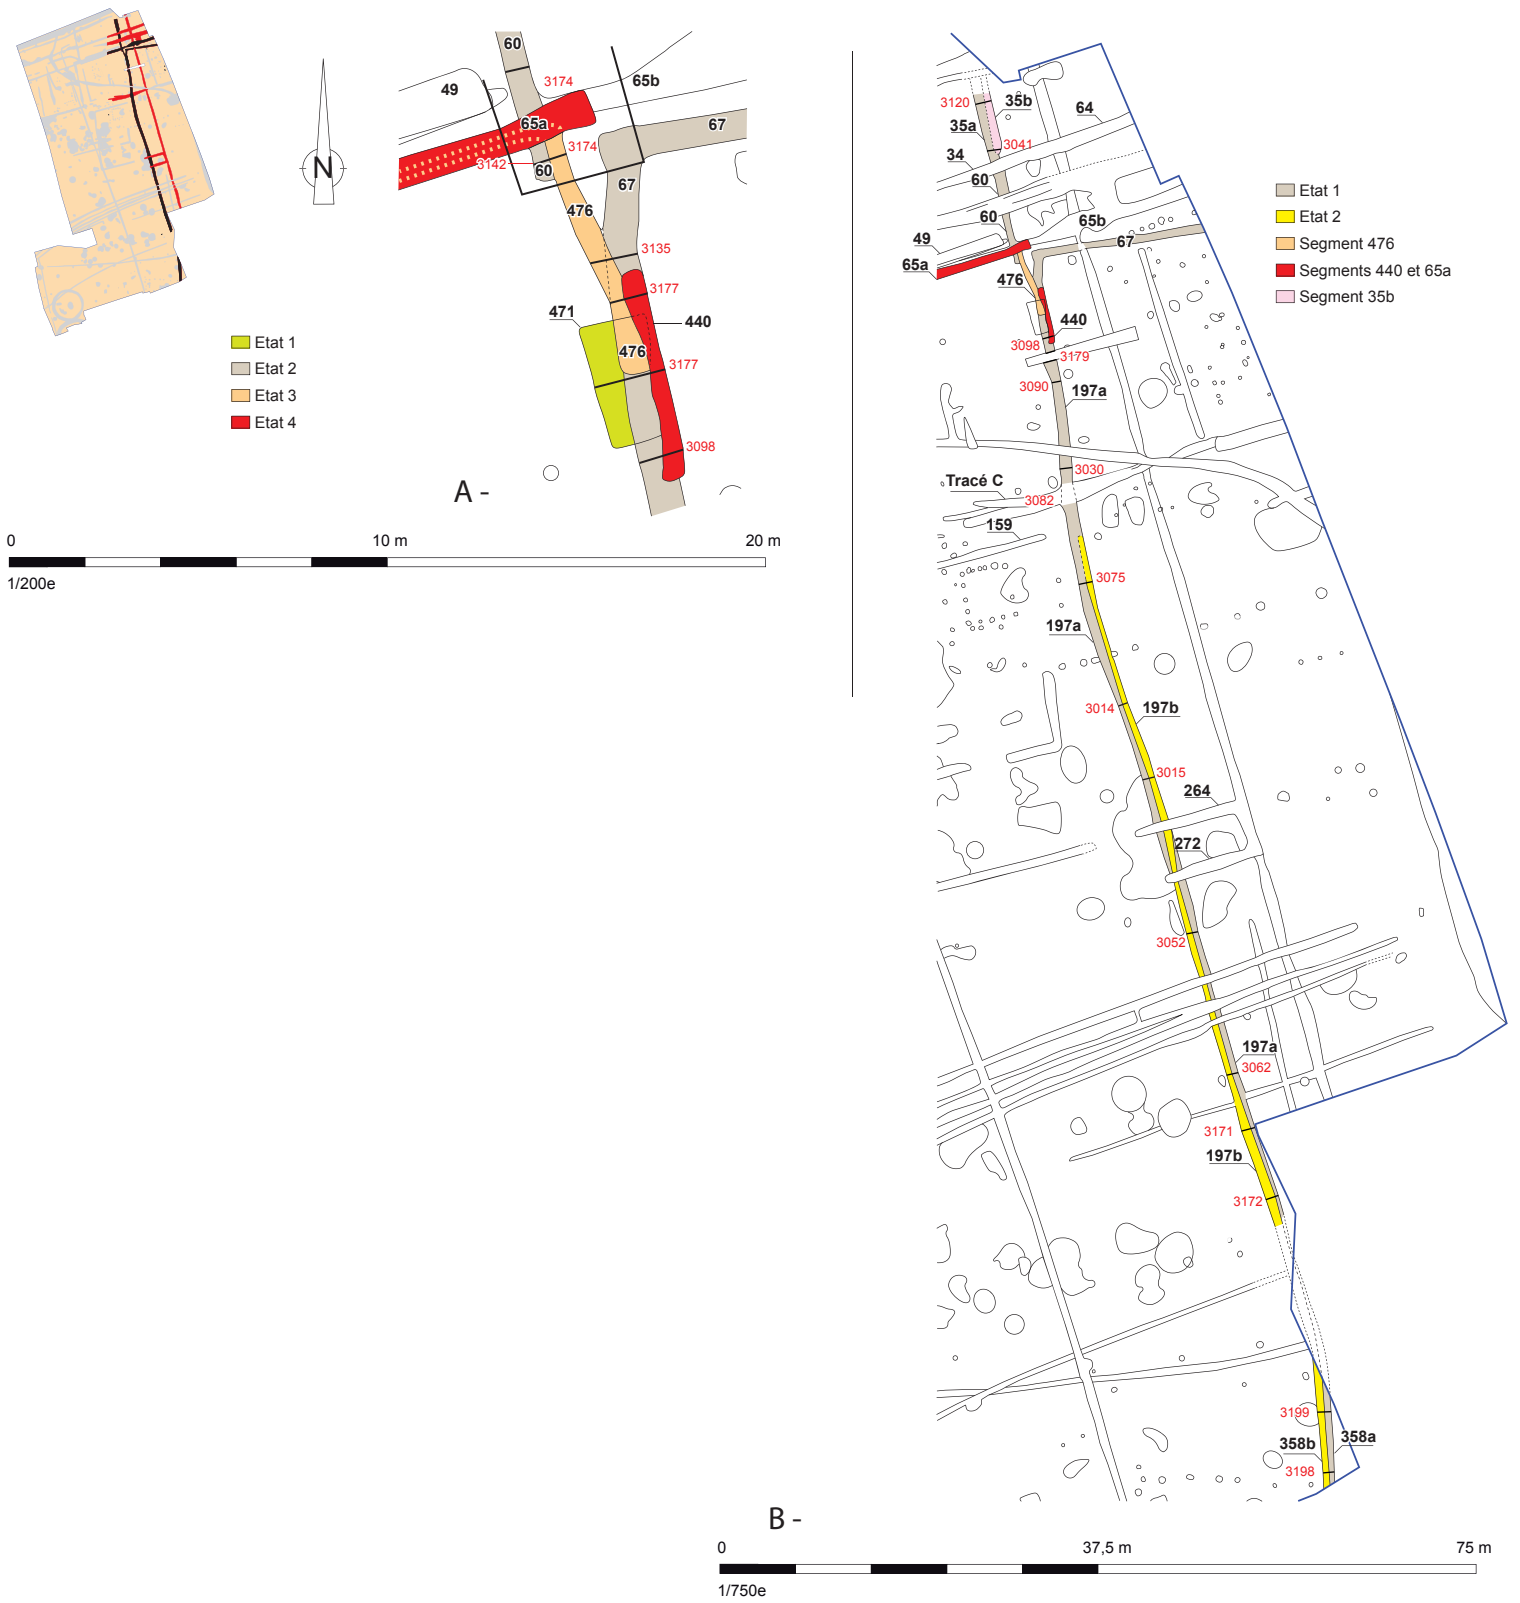 N
60
3174
49
65b
65a
67
3174
3142
60
67
476
3135
3177
471
440
476
3177
3098
Etat 1
Etat 2
Etat 3
Etat 4
A -
0 10 m 20 m
1/200e
3120
35b
64
35a
3041
34
60
60
65b
49
67
65a
476
440
3098
3179
3090
197a
3030
Tracé C
3082
159
3075
197a
3014
197b
3015
264
272
3052
197a
3062
3171
197b
3172
3199
358a
358b
3198
Etat 1
Etat 2
Segment 476
Segments 440 et 65a
Segment 35b
B -
0 37,5 m 75 m
1/750e